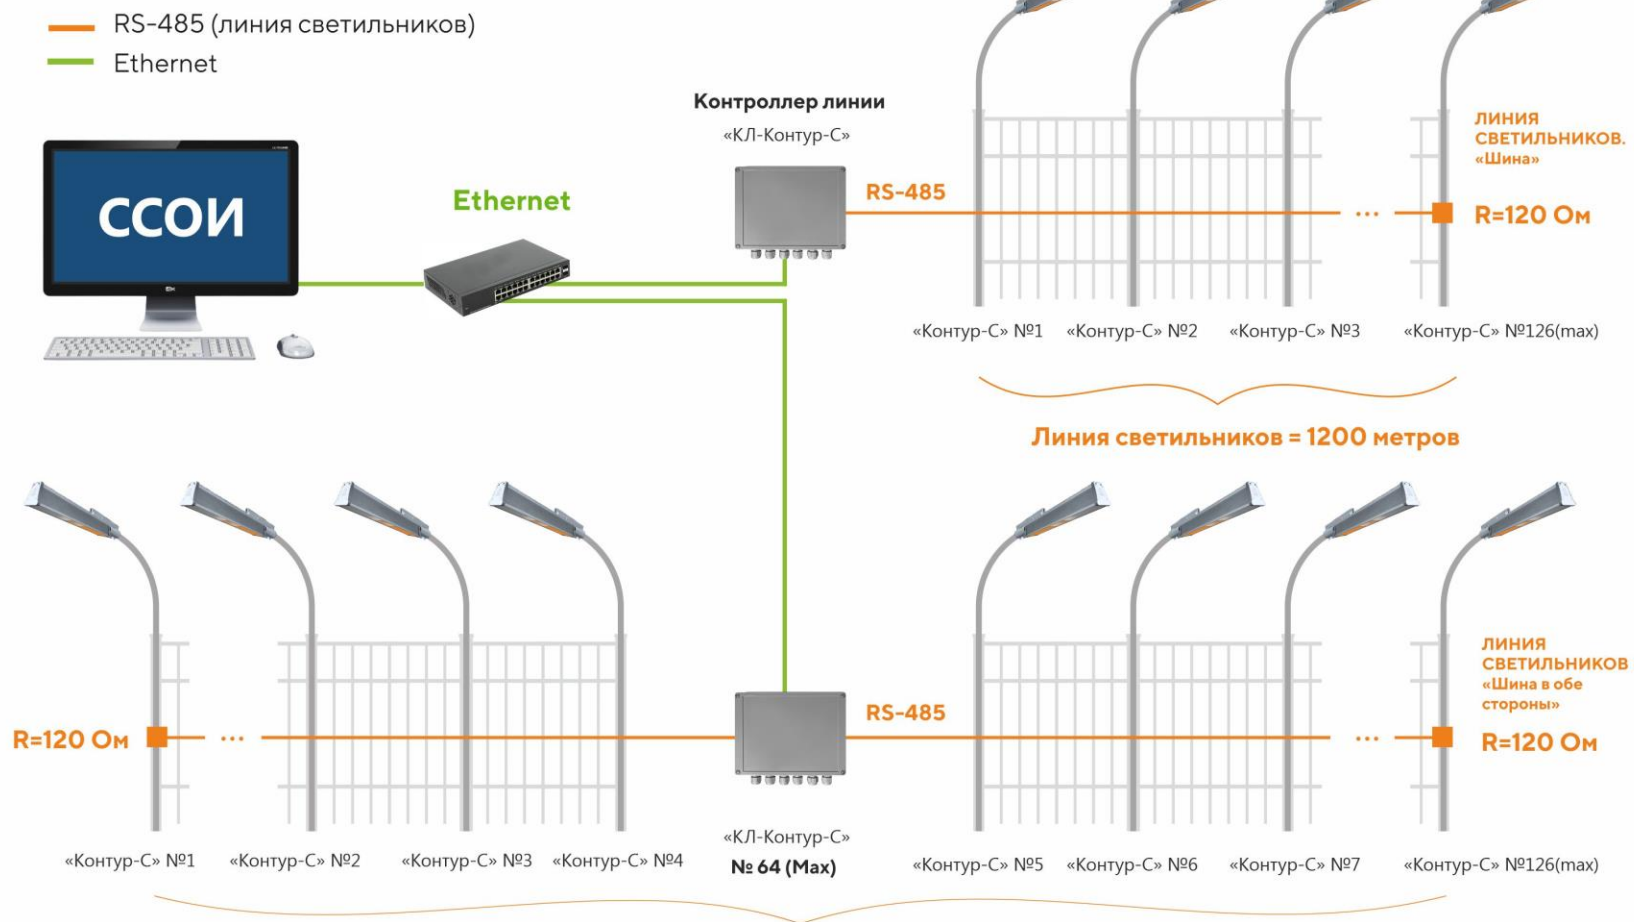 RS-485 (линия светильников)
Ethernet
Контроллер линии
«КЛ-Контур-С»
ССОИ
Ethernet
RS-485
ЛИНИЯ
СВЕТИЛЬНИКОВ.
«Шина»
...
R=120 Ом
«Контур-С» №1
«Контур-С» №2
«Контур-С» №3
«Контур-С» №126(max)
Линия светильников = 1200 метров
ЛИНИЯ
СВЕТИЛЬНИКОВ
«Шина в обе
стороны»
R=120 Ом
...
RS-485
...
R=120 Ом
«Контур-С» №1
«Контур-С» №2
«Контур-С» №3
«Контур-С» №4
«КЛ-Контур-С»
№ 64 (Max)
«Контур-С» №5
«Контур-С» №6
«Контур-С» №7
«Контур-С» №126(max)